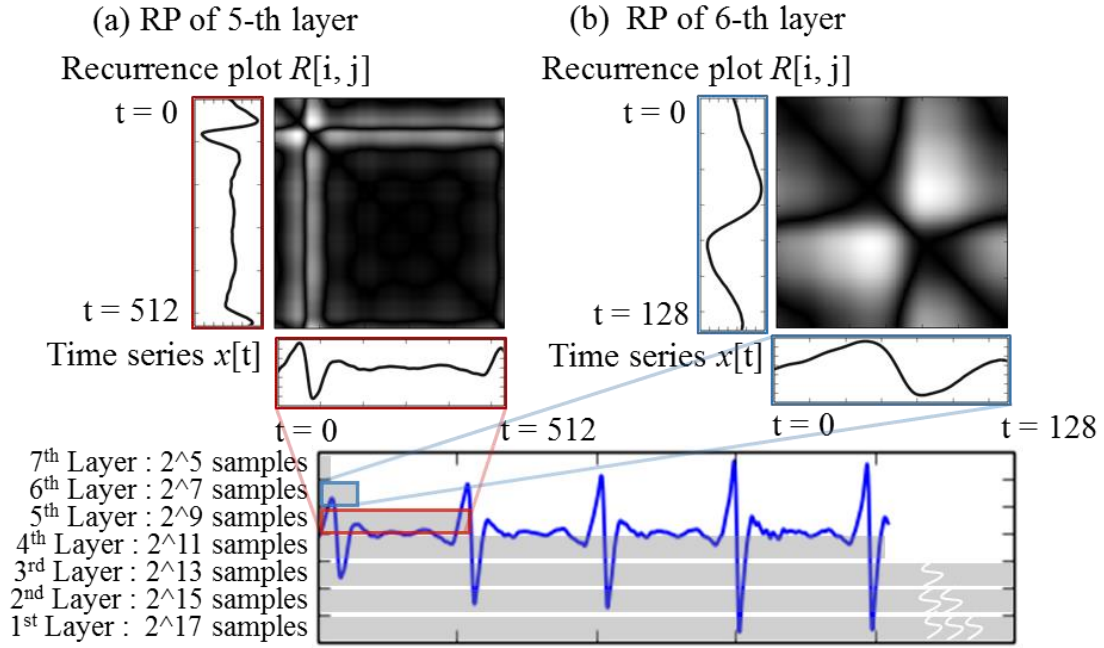 (a) RP of 5-th layer
Recurrence plot R[i, j]
t = 0
t = 512
Time series x[t]
t = 0
t = 512
(b) RP of 6-th layer
Recurrence plot R[i, j]
t = 0
t = 128
Time series x[t]
t = 0
t = 128
7th Layer : 2^5 samples
6th Layer : 2^7 samples
5th Layer : 2^9 samples
4th Layer : 2^11 samples
3rd Layer : 2^13 samples
2nd Layer : 2^15 samples
1st Layer : 2^17 samples